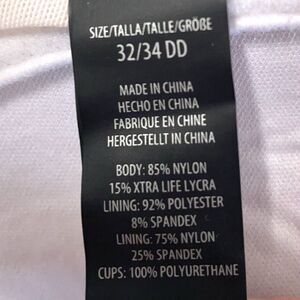 SIZE/TALLA/TALLE/GRÖßE
32/34 DD
MADE IN CHINA
HECHO EN CHINA
FABRIQUE EN CHINE
HERGESTELLT IN CHINA
BODY: 85% NYLON
15% XTRA LIFE LYCRA
LINING: 92% POLYESTER
8% SPANDEX
LINING: 75% NYLON
25% SPANDEX
CUPS: 100% POLYURETHANE